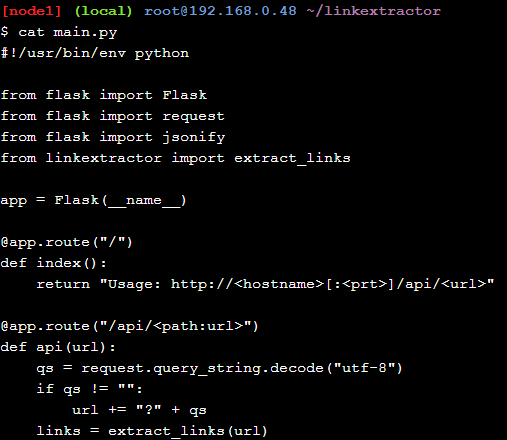 [node1] (local) root@192.168.0.48 ~/linkextractor
$ cat main.py
#!/usr/bin/env python

from flask import Flask
from flask import request
from flask import jsonify
from linkextractor import extract_links

app = Flask(__name__)

@app.route("/")
def index():
    return "Usage: http://<hostname>[:<prt>]/api/<url>"

@app.route("/api/<path:url>")
def api(url):
    qs = request.query_string.decode("utf-8")
    if qs != "":
        url += "?" + qs
    links = extract_links(url)